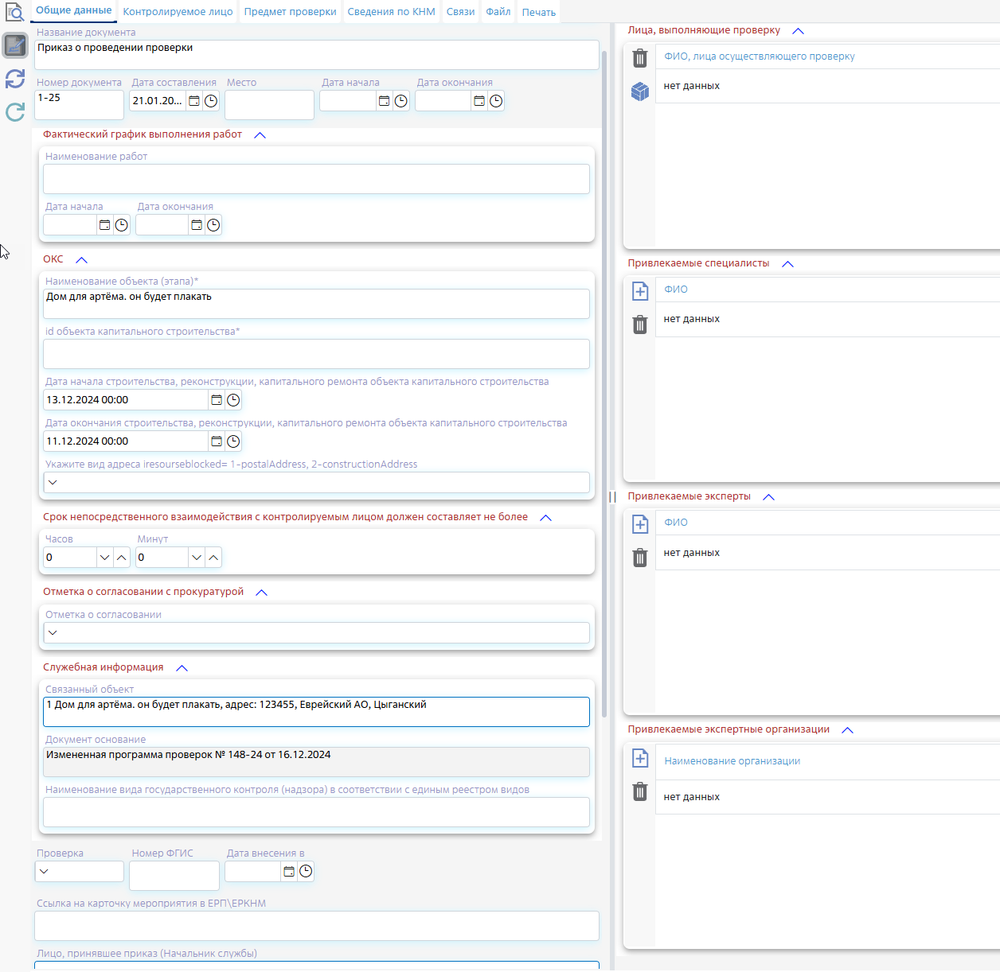 Общие данные
Контролируемое лицо
Предмет проверки
Сведения по КНМ
Связи
Файл
Печать
Название документа
Приказ о проведении проверки
Номер документа
Дата составления
Место
Дата начала
Дата окончания
1-25
21.01.20...
Фактический график выполнения работ
Наименование работ
Дата начала
Дата окончания
ОКС
Наименование объекта (этапа)*
Дом для артёма. он будет плакать
id объекта капитального строительства*
Дата начала строительства, реконструкции, капитального ремонта объекта капитального строительства
13.12.2024 00:00
Дата окончания строительства, реконструкции, капитального ремонта объекта капитального строительства
11.12.2024 00:00
Укажите вид адреса iresourseblocked= 1-postalAddress, 2-constructionAddress
Срок непосредственного взаимодействия с контролируемым лицом должен составляет не более
Часов
Минут
0
0
Отметка о согласовании с прокуратурой
Отметка о согласовании
Служебная информация
Связанный объект
1 Дом для артёма. он будет плакать, адрес: 123455, Еврейский АО, Цыганский
Документ основание
Измененная программа проверок № 148-24 от 16.12.2024
Наименование вида государственного контроля (надзора) в соответствии с единым реестром видов
Проверка
Номер ФГИС
Дата внесения в
Ссылка на карточку мероприятия в ЕРП\ЕРКНМ
Лицо, принявшее приказ (Начальник службы)
Лица, выполняющие проверку
ФИО, лица осуществляющего проверку
нет данных
Привлекаемые специалисты
ФИО
нет данных
Привлекаемые эксперты
ФИО
нет данных
Привлекаемые экспертные организации
Наименование организации
нет данных